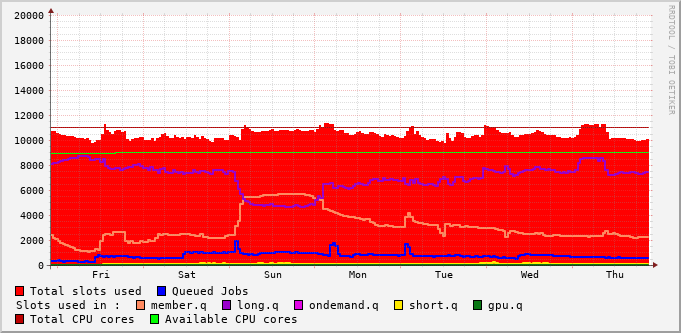 RRDTOOL / TOBI OETIKER
20000
18000
16000
14000
12000
10000
8000
6000
4000
2000
0
Fri Sat Sun Mon Tue Wed Thu
Total slots used Queued Jobs
Slots used in : member.q long.q ondemand.q short.q gpu.q
Total CPU cores Available CPU cores